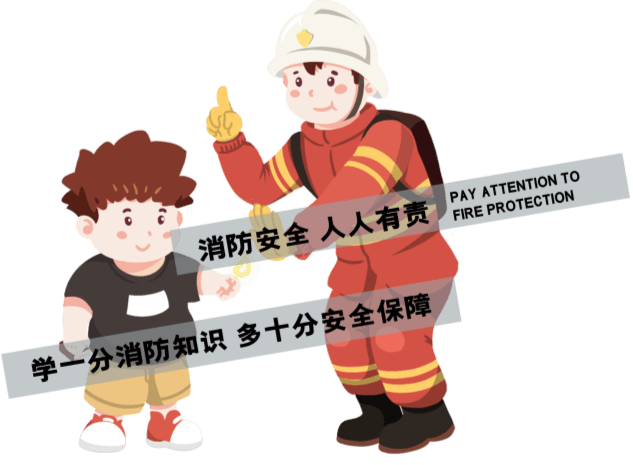 消防安全 人人有责
PAY ATTENTION TO
FIRE PROTECTION
学一分消防知识 多十分安全保障